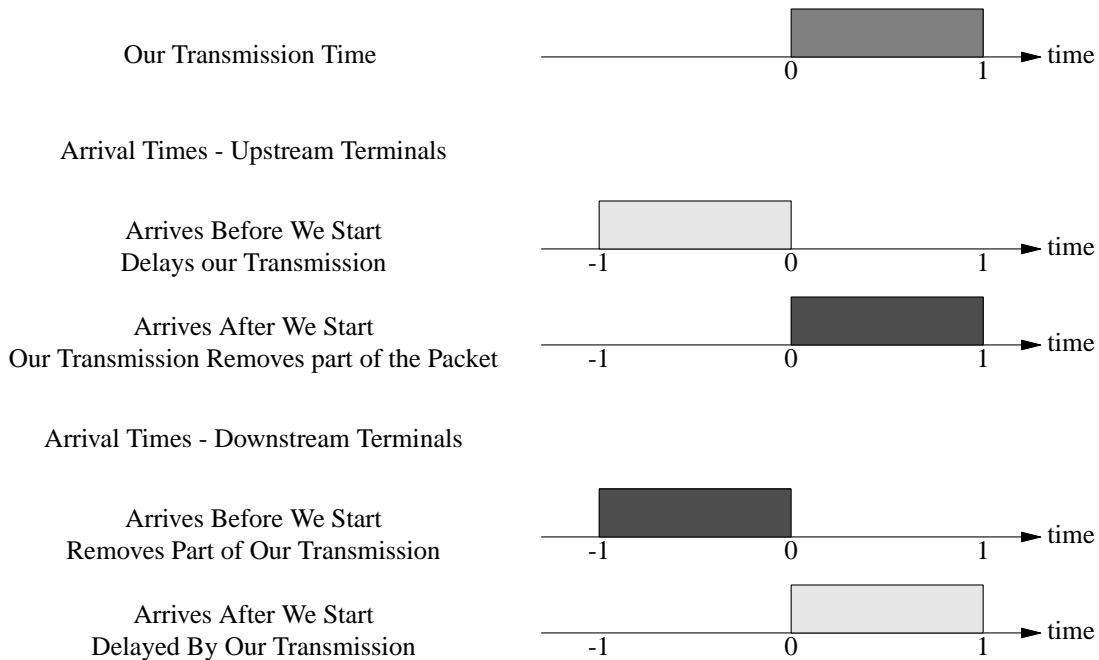 Our Transmission Time
time
0
1
Arrival Times - Upstream Terminals
Arrives Before We Start
Delays our Transmission
time
-1
0
1
Arrives After We Start
Our Transmission Removes part of the Packet
time
-1
0
1
Arrival Times - Downstream Terminals
Arrives Before We Start
Removes Part of Our Transmission
time
-1
0
1
Arrives After We Start
Delayed By Our Transmission
time
-1
0
1